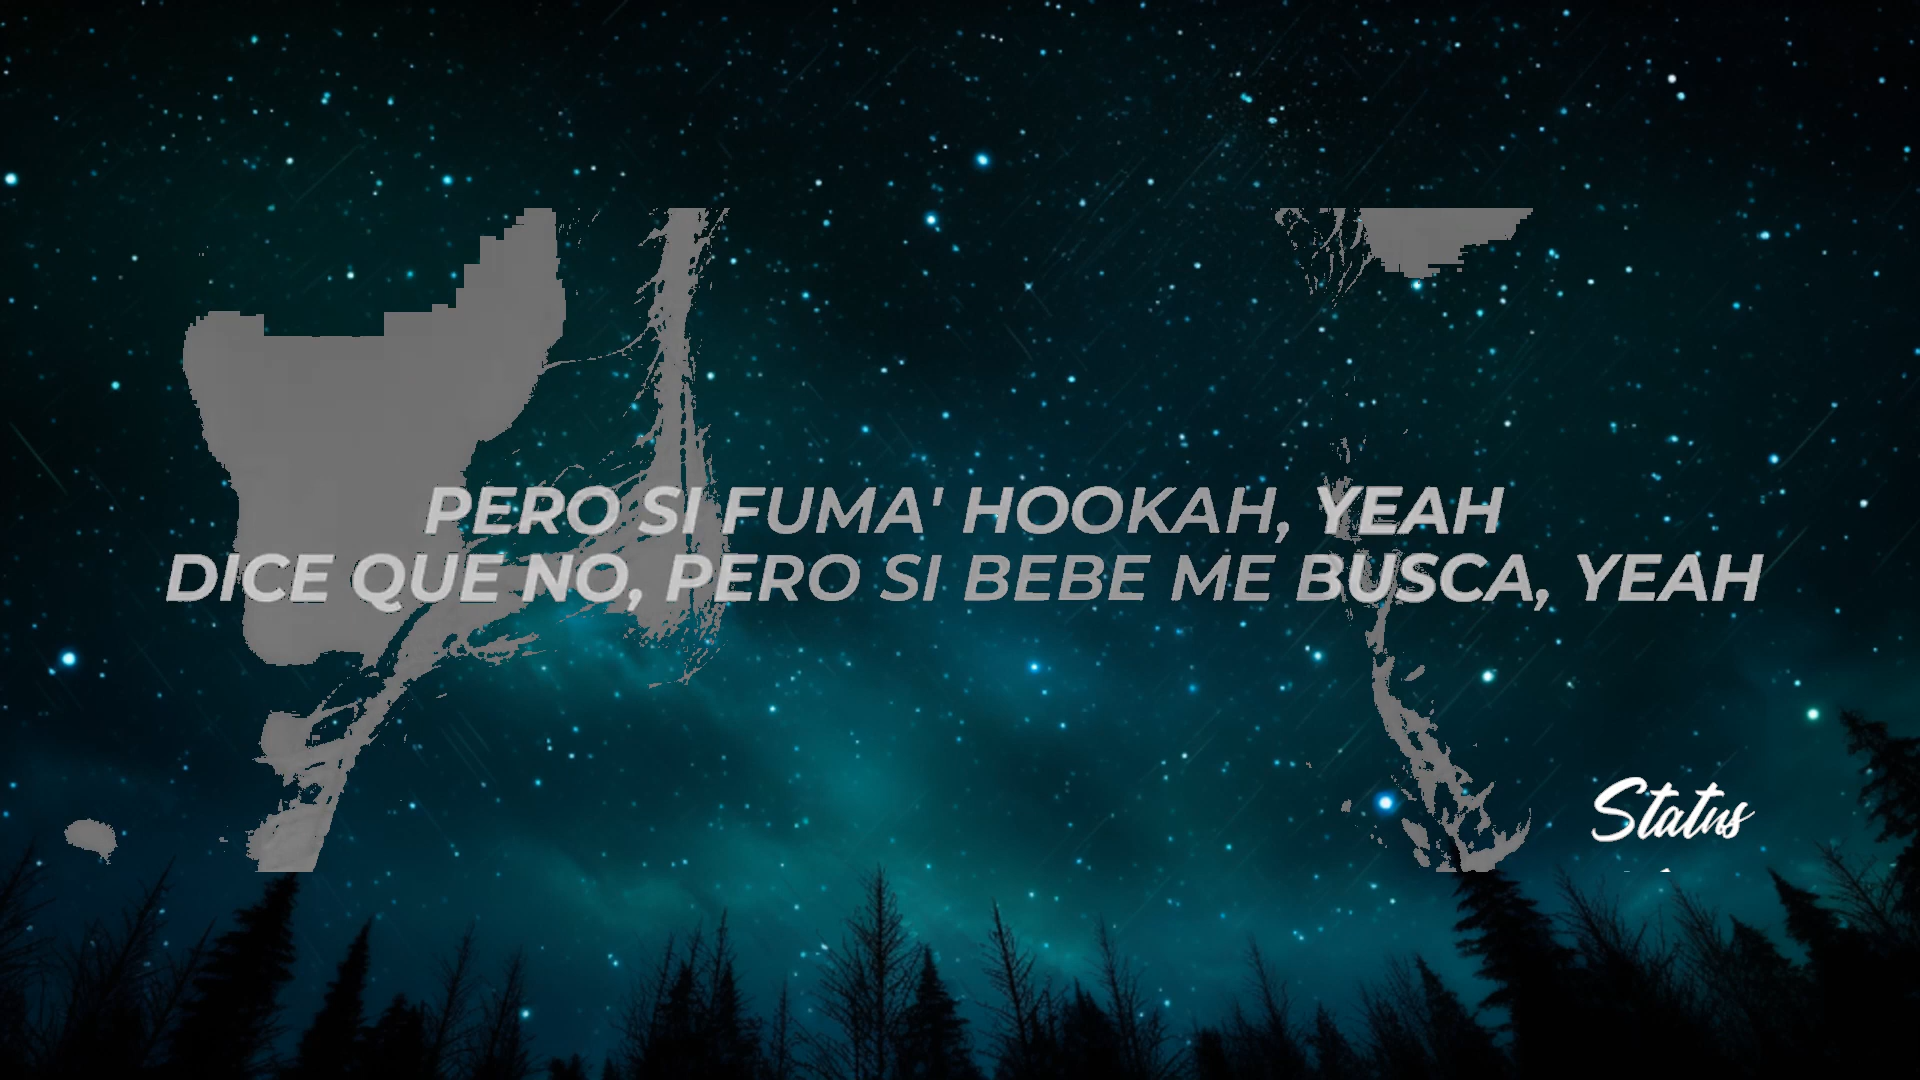 PERO SI FUMA' HOOKAH, YEAH
DICE QUE NO, PERO SI BEBE ME BUSCA, YEAH
Status